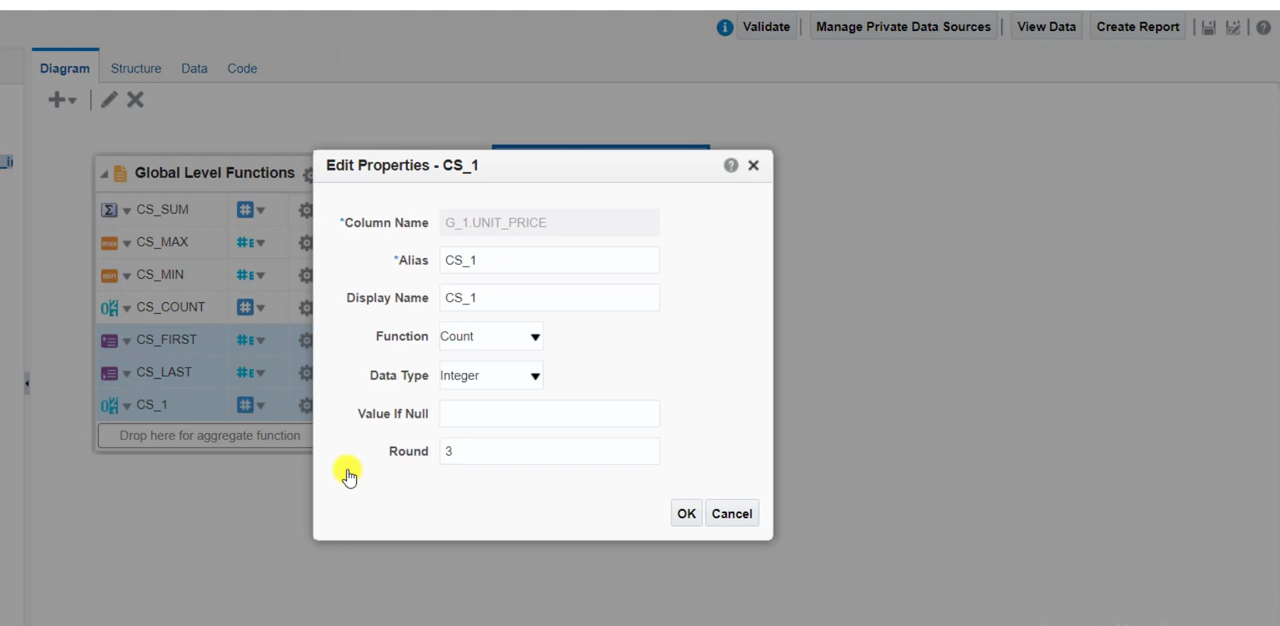 Validate
Manage Private Data Sources
View Data
Create Report
Diagram
Structure
Data
Code
Global Level Functions
CS_SUM
CS_MAX
CS_MIN
CS_COUNT
CS_FIRST
CS_LAST
CS_1
Drop here for aggregate function
Edit Properties - CS_1
*Column Name G_1.UNIT_PRICE
*Alias CS_1
Display Name CS_1
Function Count
Data Type Integer
Value If Null
Round 3
OK
Cancel